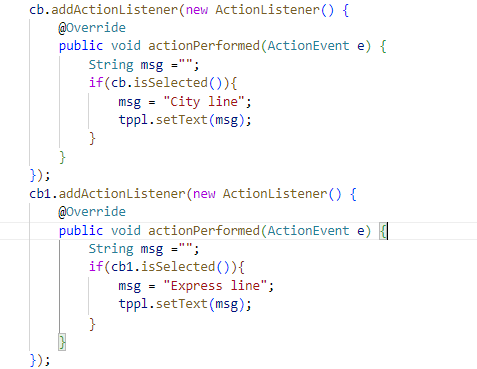 cb.addActionListener(new ActionListener() {
    @Override
    public void actionPerformed(ActionEvent e) {
        String msg ="";
        if(cb.isSelected()){
            msg = "City line";
            tppl.setText(msg);
        }
    }
});
cb1.addActionListener(new ActionListener() {
    @Override
    public void actionPerformed(ActionEvent e) {
        String msg ="";
        if(cb1.isSelected()){
            msg = "Express line";
            tppl.setText(msg);
        }
    }
});